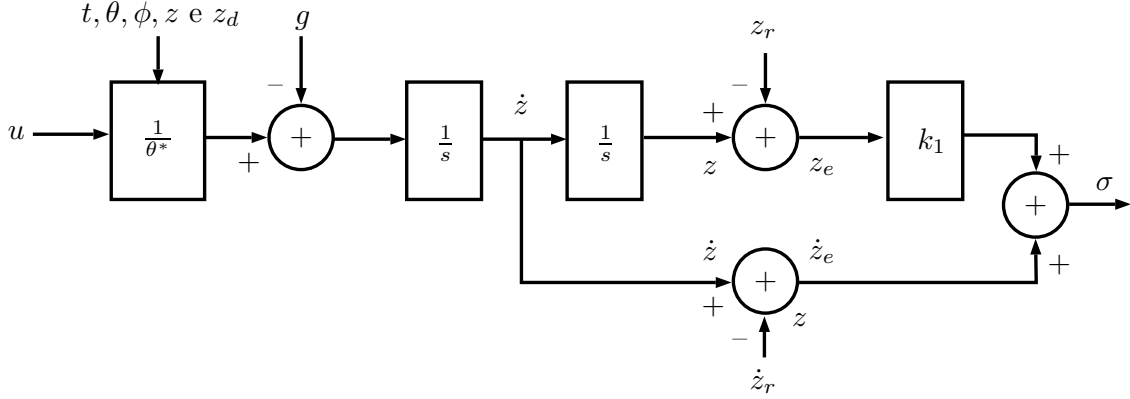 t, θ, ϕ, z e z_d
g
z_r
−
−
ż
+
+
u
1/θ*
+
1/s
1/s
+
k_1
+
z
z_e
σ
+
ż
ż_e
+
+
+
z
−
ż_r